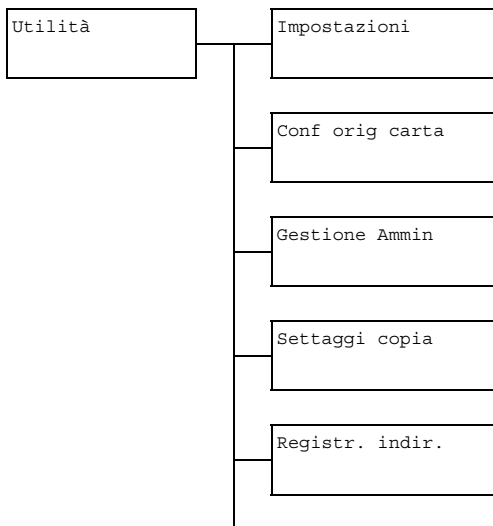 Utilità
Impostazioni
Conf orig carta
Gestione Ammin
Settaggi copia
Registr. indir.